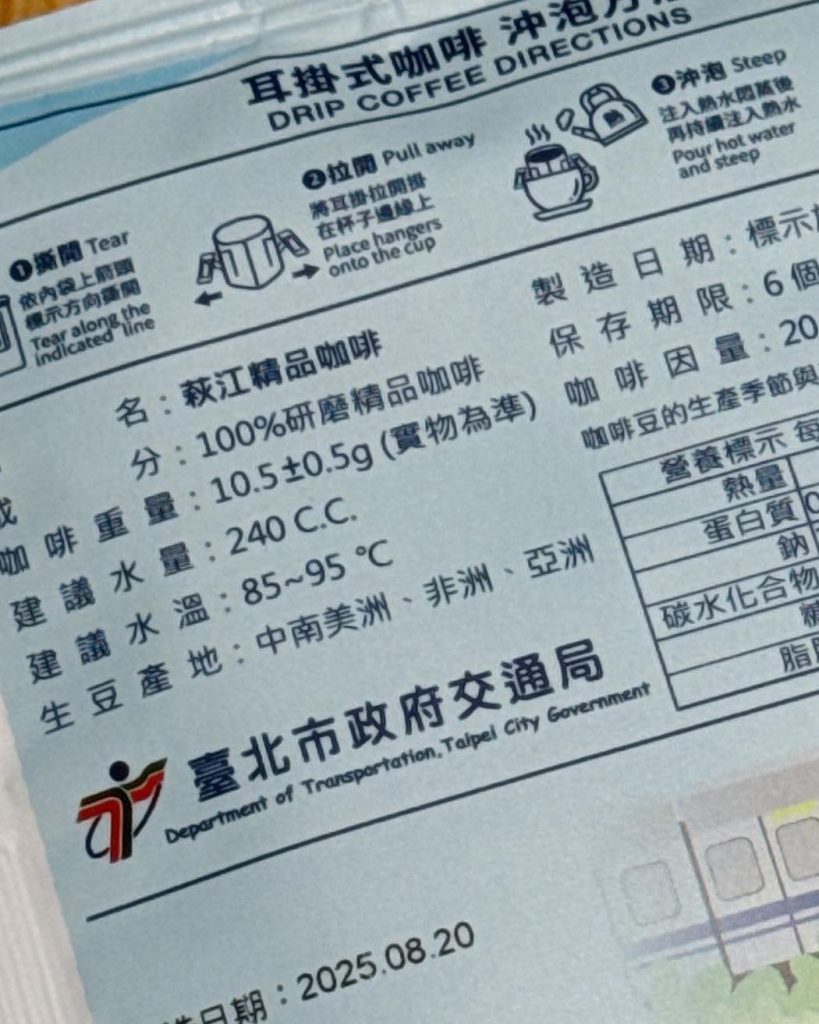 耳掛式咖啡 沖泡方
DRIP COFFEE DIRECTIONS
❶撕開 Tear
依內袋上箭頭
標示方向撕開
Tear along the
indicated line
❷拉開 Pull away
將耳掛拉開掛
在杯子邊緣上
Place hangers
onto the cup
❸沖泡 Steep
注入熱水悶蒸後
再持續注入熱水
Pour hot water
and steep
熱
名：萩江精品咖啡
分：100%研磨精品咖啡
咖啡重量：10.5±0.5g (實物為準)
建議水量：240 C.C.
建議水溫：85~95 ℃
生豆產地：中南美洲、非洲、亞洲
製造日期：標示
保存期限：6個
咖啡因量：20
咖啡豆的生產季節與
營養標示 每
熱量
蛋白質
鈉
碳水化合物
糖
脂
臺北市政府交通局
Department of Transportation,Taipei City Government
造日期：2025.08.20